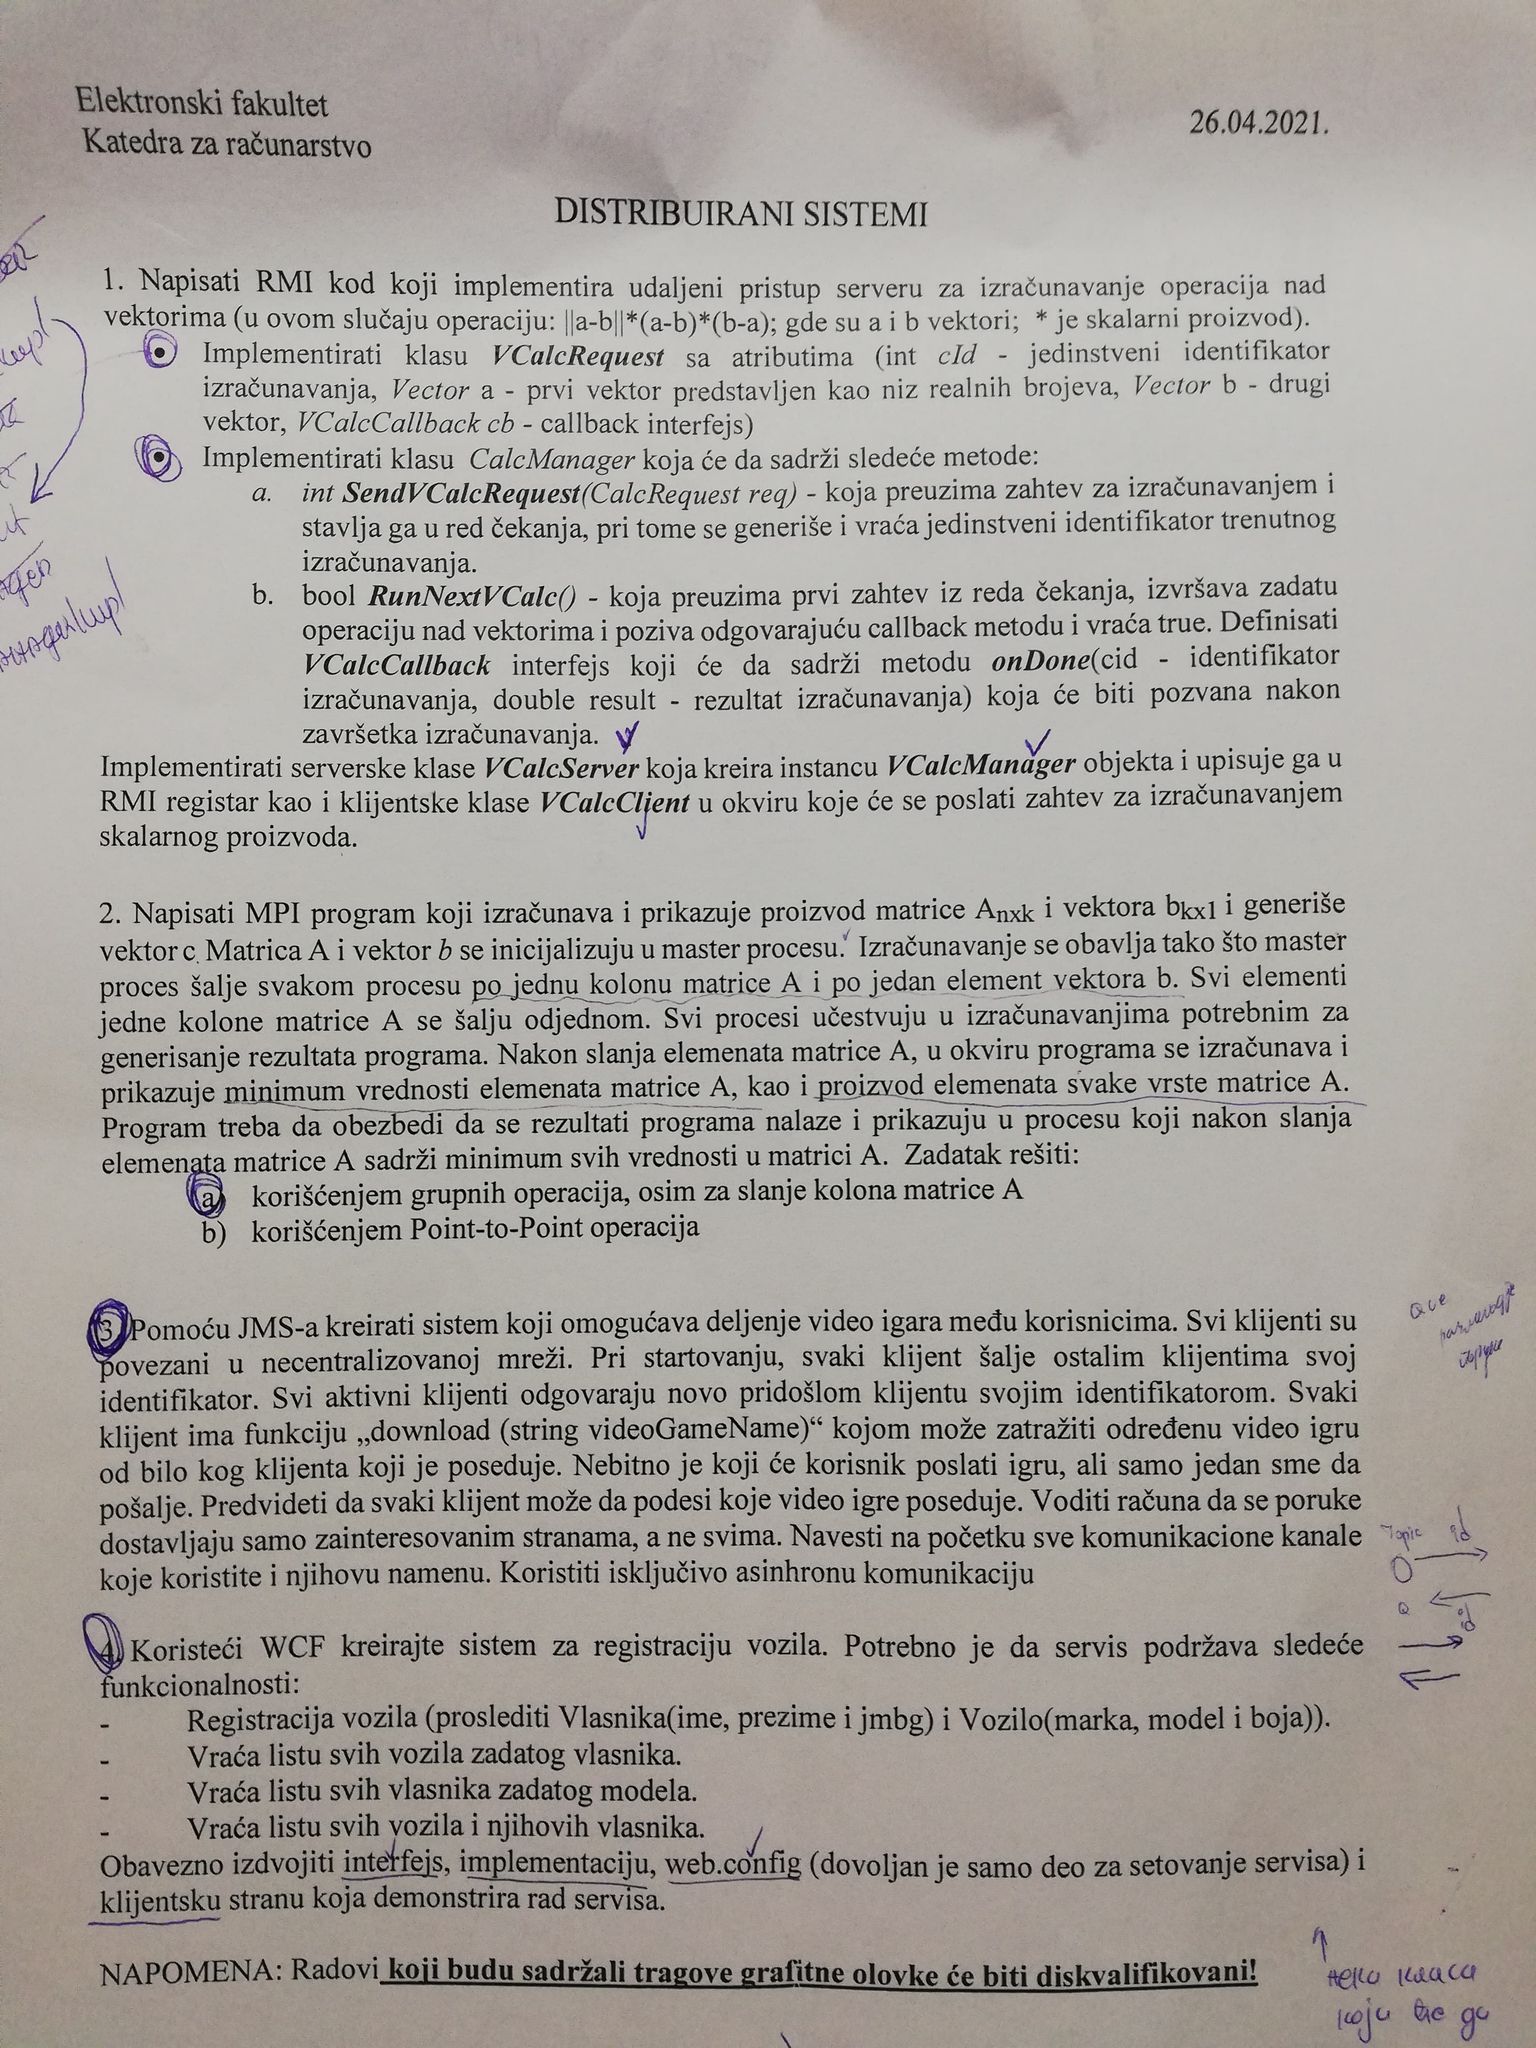 Elektronski fakultet
Katedra za računarstvo
26.04.2021.
DISTRIBUIRANI SISTEMI
1. Napisati RMI kod koji implementira udaljeni pristup serveru za izračunavanje operacija nad
vektorima (u ovom slučaju operaciju: ||a-b||*(a-b)*(b-a); gde su a i b vektori; * je skalarni proizvod).
• Implementirati klasu VCalcRequest sa atributima (int cId - jedinstveni identifikator
izračunavanja, Vector a - prvi vektor predstavljen kao niz realnih brojeva, Vector b - drugi
vektor, VCalcCallback cb - callback interfejs)
• Implementirati klasu CalcManager koja će da sadrži sledeće metode:
a. int SendVCalcRequest(CalcRequest req) - koja preuzima zahtev za izračunavanjem i
stavlja ga u red čekanja, pri tome se generiše i vraća jedinstveni identifikator trenutnog
izračunavanja.
b. bool RunNextVCalc() - koja preuzima prvi zahtev iz reda čekanja, izvršava zadatu
operaciju nad vektorima i poziva odgovarajuću callback metodu i vraća true. Definisati
VCalcCallback interfejs koji će da sadrži metodu onDone(cid - identifikator
izračunavanja, double result - rezultat izračunavanja) koja će biti pozvana nakon
završetka izračunavanja.
Implementirati serverske klase VCalcServer koja kreira instancu VCalcManager objekta i upisuje ga u
RMI registar kao i klijentske klase VCalcClient u okviru koje će se poslati zahtev za izračunavanjem
skalarnog proizvoda.
2. Napisati MPI program koji izračunava i prikazuje proizvod matrice Anxk i vektora bkx1 i generiše
vektor c. Matrica A i vektor b se inicijalizuju u master procesu. Izračunavanje se obavlja tako što master
proces šalje svakom procesu po jednu kolonu matrice A i po jedan element vektora b. Svi elementi
jedne kolone matrice A se šalju odjednom. Svi procesi učestvuju u izračunavanjima potrebnim za
generisanje rezultata programa. Nakon slanja elemenata matrice A, u okviru programa se izračunava i
prikazuje minimum vrednosti elemenata matrice A, kao i proizvod elemenata svake vrste matrice A.
Program treba da obezbedi da se rezultati programa nalaze i prikazuju u procesu koji nakon slanja
elemenata matrice A sadrži minimum svih vrednosti u matrici A. Zadatak rešiti:
a) korišćenjem grupnih operacija, osim za slanje kolona matrice A
b) korišćenjem Point-to-Point operacija
3. Pomoću JMS-a kreirati sistem koji omogućava deljenje video igara među korisnicima. Svi klijenti su
povezani u necentralizovanoj mreži. Pri startovanju, svaki klijent šalje ostalim klijentima svoj
identifikator. Svi aktivni klijenti odgovaraju novo pridošlom klijentu svojim identifikatorom. Svaki
klijent ima funkciju „download (string videoGameName)“ kojom može zatražiti određenu video igru
od bilo kog klijenta koji je poseduje. Nebitno je koji će korisnik poslati igru, ali samo jedan sme da
pošalje. Predvideti da svaki klijent može da podesi koje video igre poseduje. Voditi računa da se poruke
dostavljaju samo zainteresovanim stranama, a ne svima. Navesti na početku sve komunikacione kanale
koje koristite i njihovu namenu. Koristiti isključivo asinhronu komunikaciju
Topic id
Q
id
4. Koristeći WCF kreirajte sistem za registraciju vozila. Potrebno je da servis podržava sledeće
funkcionalnosti:
- Registracija vozila (proslediti Vlasnika(ime, prezime i jmbg) i Vozilo(marka, model i boja)).
- Vraća listu svih vozila zadatog vlasnika.
- Vraća listu svih vlasnika zadatog modela.
- Vraća listu svih vozila i njihovih vlasnika.
Obavezno izdvojiti interfejs, implementaciju, web.config (dovoljan je samo deo za setovanje servisa) i
klijentsku stranu koja demonstrira rad servisa.
NAPOMENA: Radovi koji budu sadržali tragove grafitne olovke će biti diskvalifikovani!
нека класа
која ће да